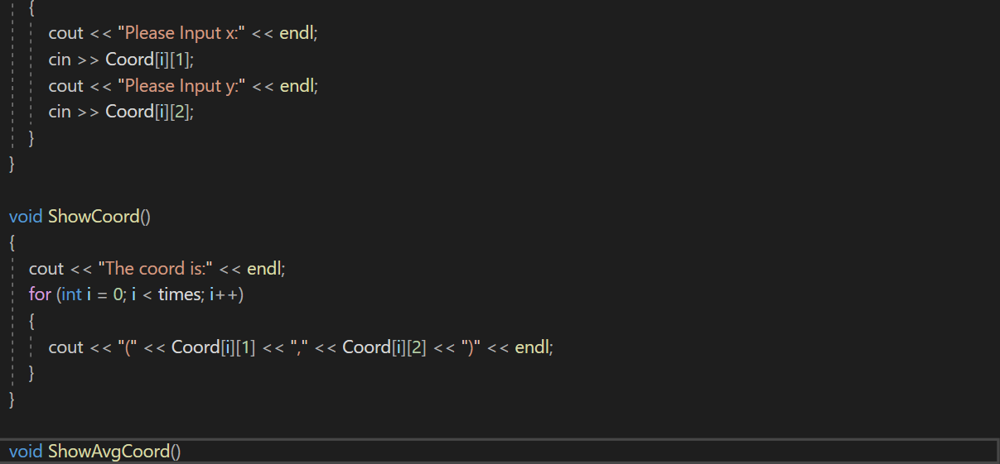 {
cout << "Please Input x:" << endl;
cin >> Coord[i][1];
cout << "Please Input y:" << endl;
cin >> Coord[i][2];
}
}
void ShowCoord()
{
cout << "The coord is:" << endl;
for (int i = 0; i < times; i++)
{
cout << "(" << Coord[i][1] << "," << Coord[i][2] << ")" << endl;
}
}
void ShowAvgCoord()